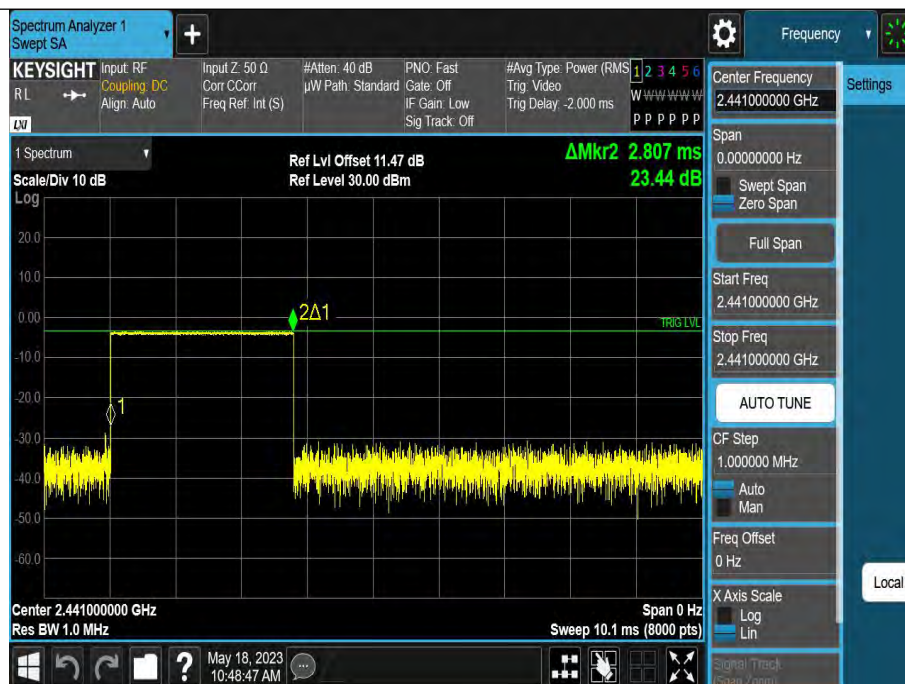 Spectrum Analyzer 1
Swept SA
Frequency
KEYSIGHT
RL
LXI
Input: RF
Coupling: DC
Align: Auto
Input Z: 50 Ω
Corr CCorr
Freq Ref: Int (S)
#Atten: 40 dB
µW Path: Standard
PNO: Fast
Gate: Off
IF Gain: Low
Sig Track: Off
#Avg Type: Power (RMS
Trig: Video
Trig Delay: -2.000 ms
1 2 3 4 5 6
W W W W W W
P P P P P P
1 Spectrum
Scale/Div 10 dB
Log
Ref Lvl Offset 11.47 dB
Ref Level 30.00 dBm
ΔMkr2 2.807 ms
23.44 dB
20.0
10.0
0.00
-10.0
-20.0
-30.0
-40.0
-50.0
-60.0
2Δ1
TRIG LVL
1
Center 2.441000000 GHz
Res BW 1.0 MHz
Span 0 Hz
Sweep 10.1 ms (8000 pts)
May 18, 2023
10:48:47 AM
Center Frequency
2.441000000 GHz
Span
0.00000000 Hz
Swept Span
Zero Span
Full Span
Start Freq
2.441000000 GHz
Stop Freq
2.441000000 GHz
AUTO TUNE
CF Step
1.000000 MHz
Auto
Man
Freq Offset
0 Hz
X Axis Scale
Log
Lin
Signal Track
(Span Zoom)
Settings
Local